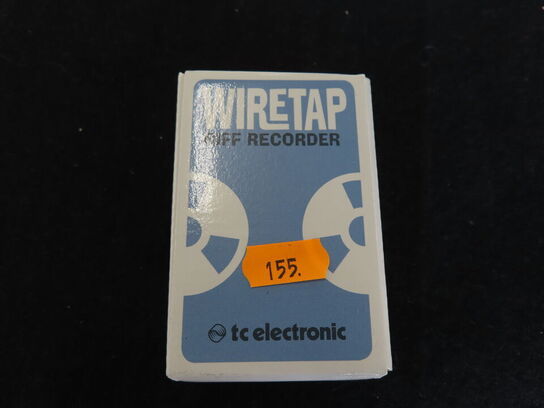 WIRETAP
RIFF RECORDER
155.
tc electronic